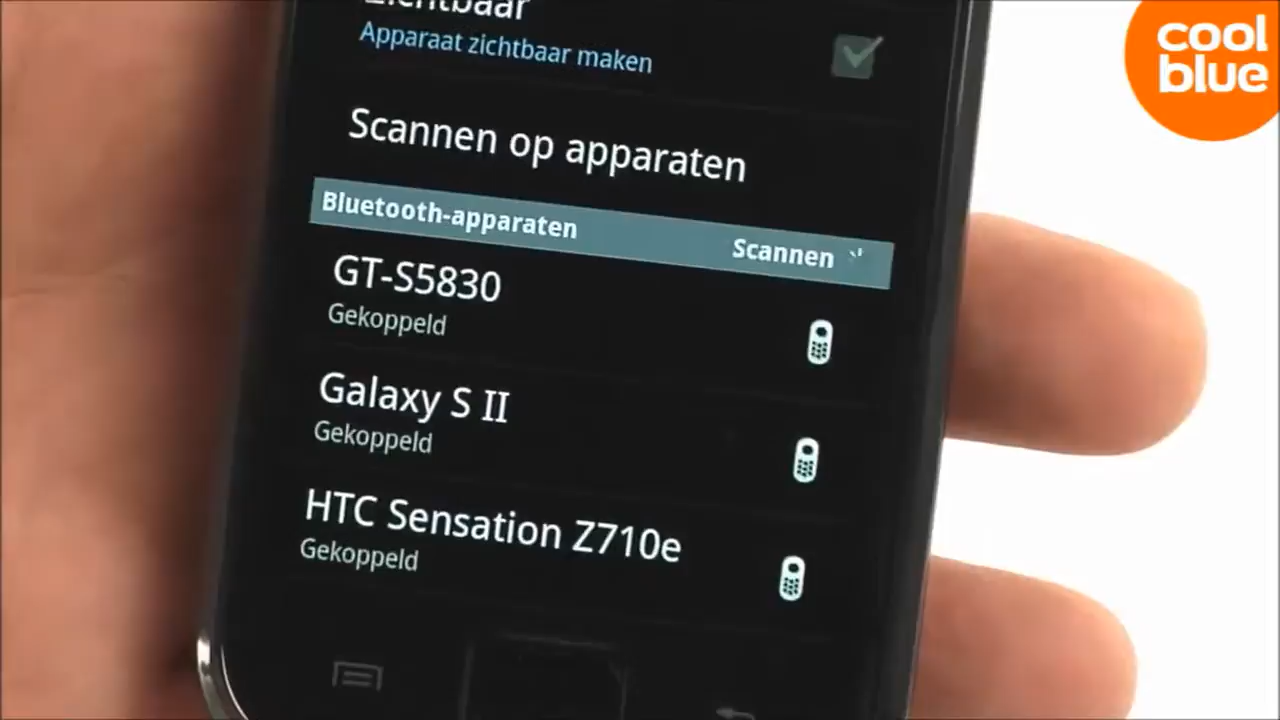 Zichtbaar
Apparaat zichtbaar maken
Scannen op apparaten
Bluetooth-apparaten Scannen
GT-S5830
Gekoppeld
Galaxy S II
Gekoppeld
HTC Sensation Z710e
Gekoppeld
cool
blue